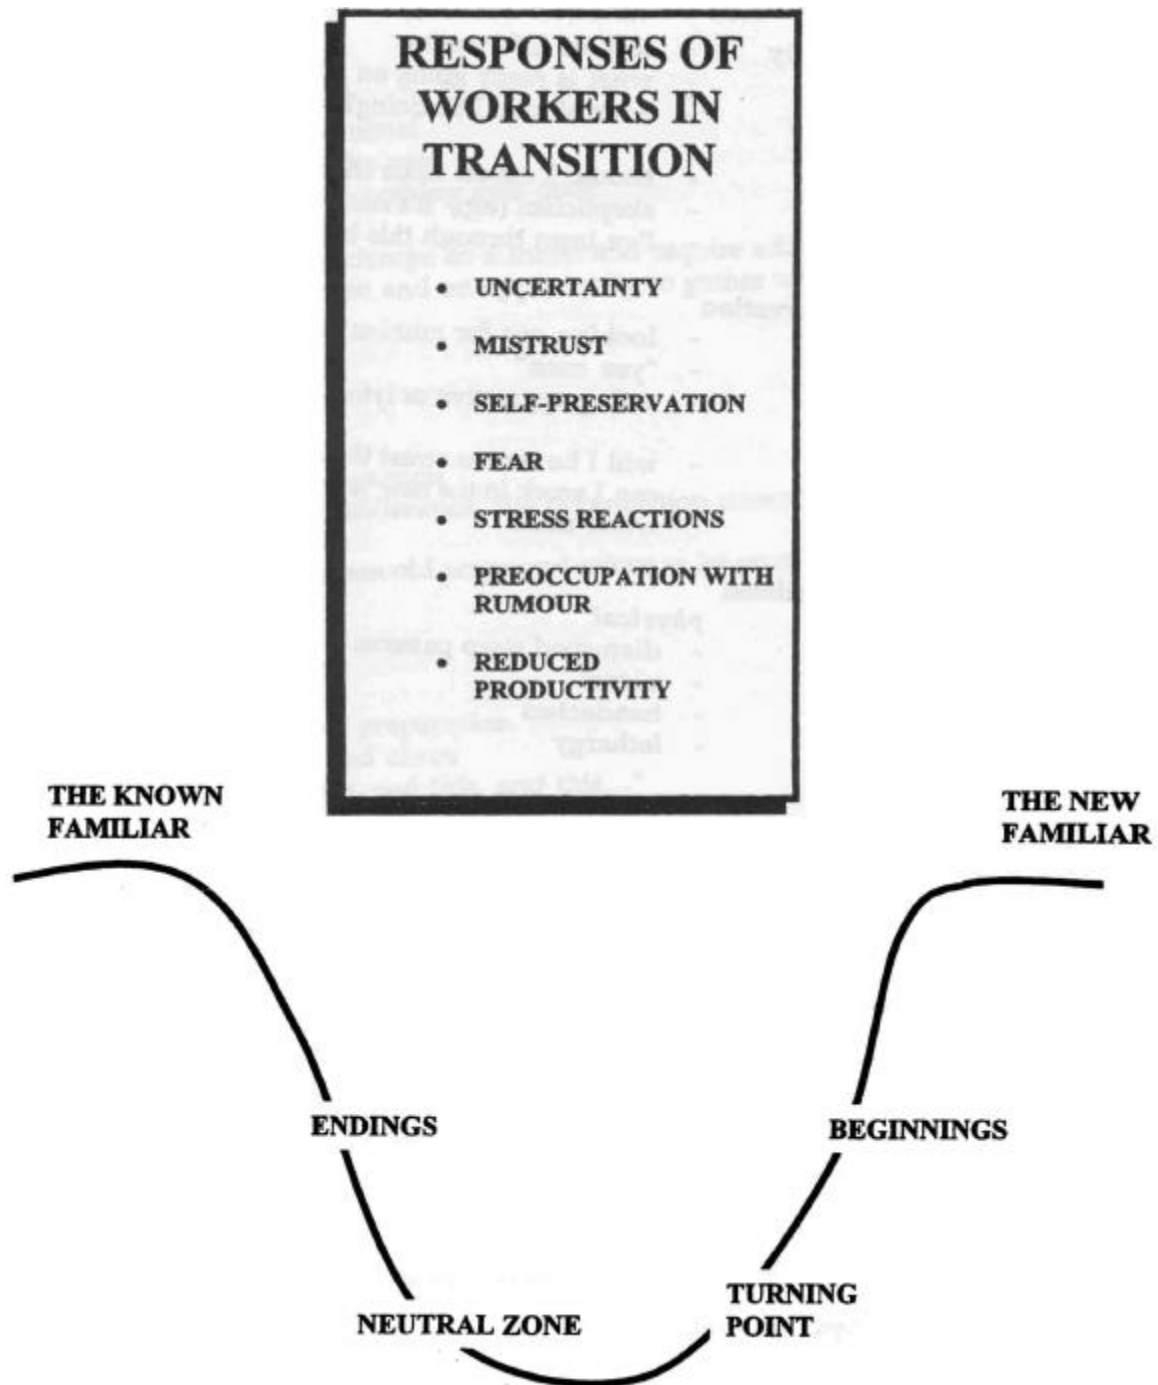 RESPONSES OF
WORKERS IN
TRANSITION
• UNCERTAINTY
• MISTRUST
• SELF-PRESERVATION
• FEAR
• STRESS REACTIONS
• PREOCCUPATION WITH
RUMOUR
• REDUCED
PRODUCTIVITY
THE KNOWN
FAMILIAR
THE NEW
FAMILIAR
ENDINGS
BEGINNINGS
NEUTRAL ZONE
TURNING
POINT